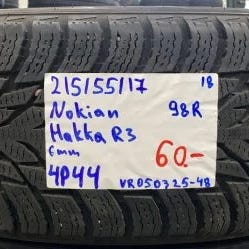 215/55/17 18
Nokian 98R
Hakka R3
6mm 60.-
4P44 VR050325-48